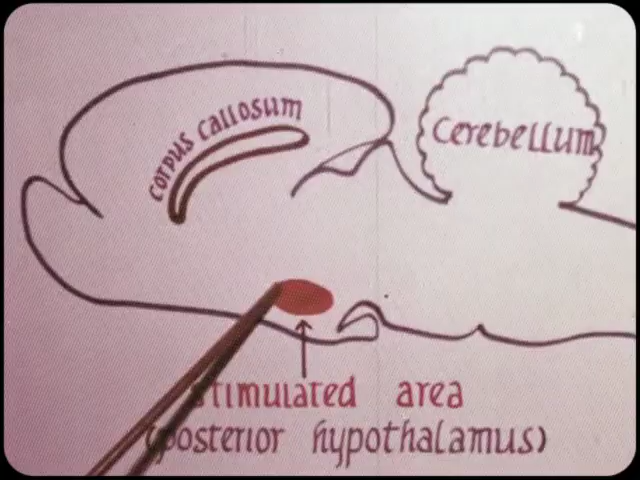 corpus callosum
Cerebellum
stimulated area
(posterior hypothalamus)